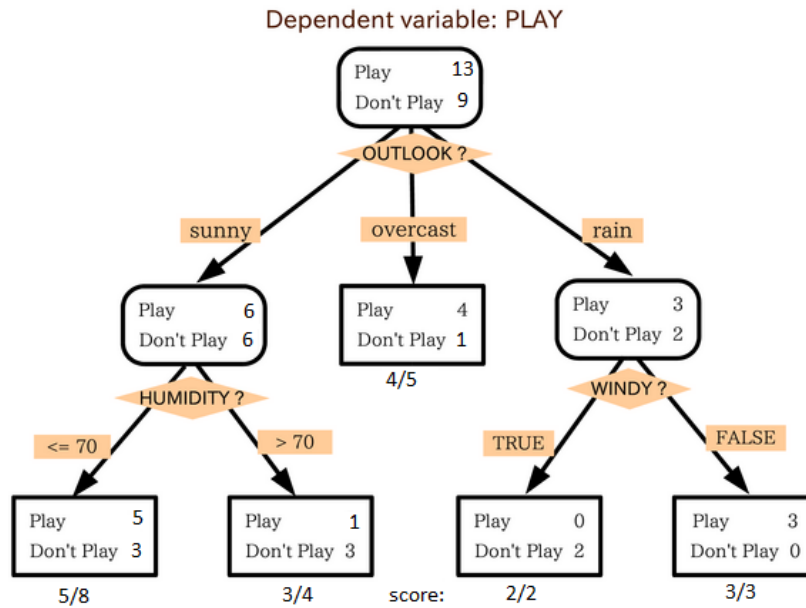 Dependent variable: PLAY
Play 13
Don't Play 9
OUTLOOK ?
sunny
overcast
rain
Play 6
Don't Play 6
Play 4
Don't Play 1
Play 3
Don't Play 2
4/5
HUMIDITY ?
WINDY ?
<= 70
> 70
TRUE
FALSE
Play 5
Don't Play 3
Play 1
Don't Play 3
Play 0
Don't Play 2
Play 3
Don't Play 0
5/8
3/4
score:
2/2
3/3